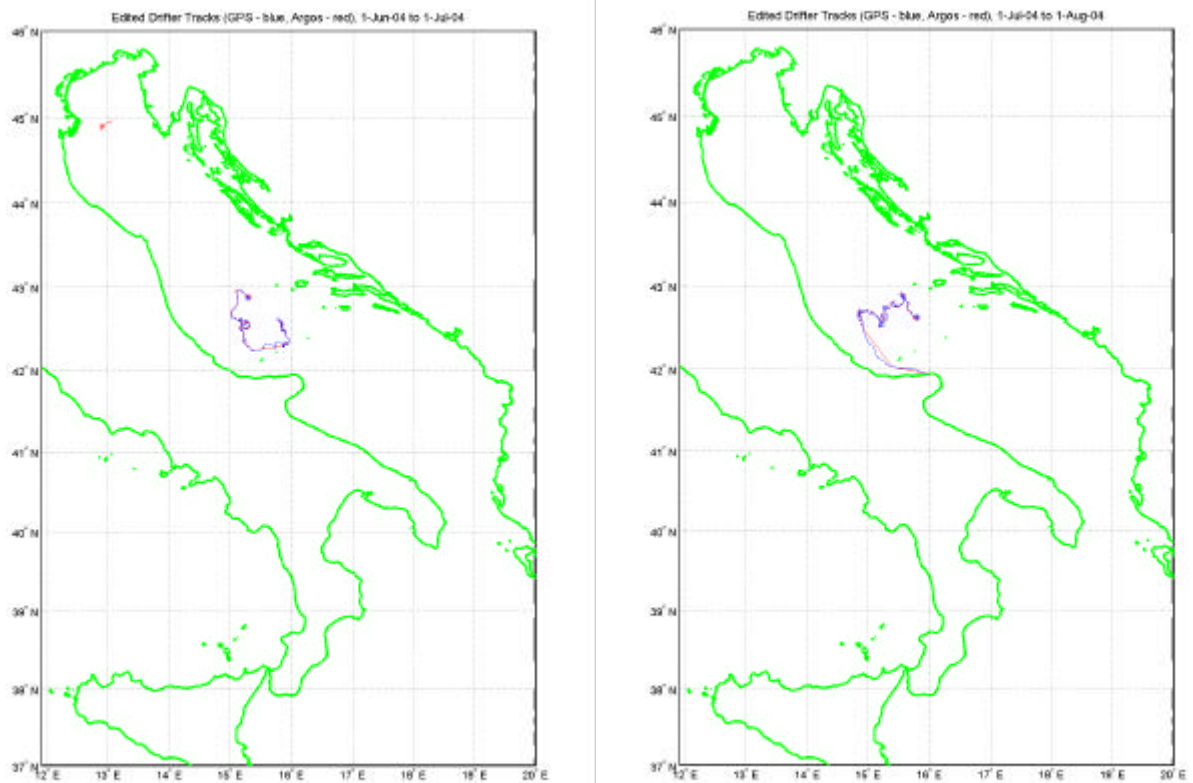 Edited Drifter Tracks (GPS - blue, Argos - red), 1-Jun-04 to 1-Jul-04
46° N
45° N
44° N
43° N
42° N
41° N
40° N
39° N
38° N
37° N
12° E
13° E
14° E
15° E
16° E
17° E
18° E
19° E
20° E
Edited Drifter Tracks (GPS - blue, Argos - red), 1-Jul-04 to 1-Aug-04
46° N
45° N
44° N
43° N
42° N
41° N
40° N
39° N
38° N
37° N
12° E
13° E
14° E
15° E
16° E
17° E
18° E
19° E
20° E